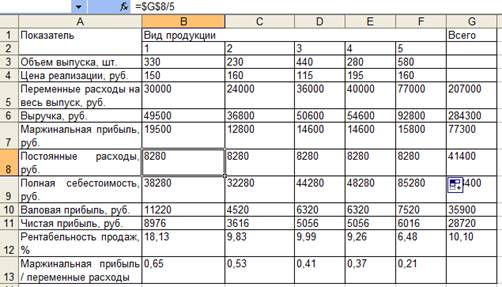 fx =$G$8/5
A B C D E F G
1 Показатель Вид продукции Всего
2 1 2 3 4 5
3 Объем выпуска, шт. 330 230 440 280 580
4 Цена реализации, руб. 150 160 115 195 160
Переменные расходы на 30000 24000 36000 40000 77000 207000
5 весь выпуск, руб.
6 Выручка, руб. 49500 36800 50600 54600 92800 284300
Маржинальная прибыль, 19500 12800 14600 14600 15800 77300
7 руб.
Постоянные расходы, 8280 8280 8280 8280 8280 41400
8 руб.
Полная себестоимость, 38280 32280 44280 48280 85280
9 руб.
10 Валовая прибыль, руб. 11220 4520 6320 6320 7520 35900
11 Чистая прибыль, руб. 8976 3616 5056 5056 6016 28720
Рентабельность продаж, 18,13 9,83 9,99 9,26 6,48 10,10
12 %
Маржинальная прибыль 0,65 0,53 0,41 0,37 0,21
13 / переменные расходы